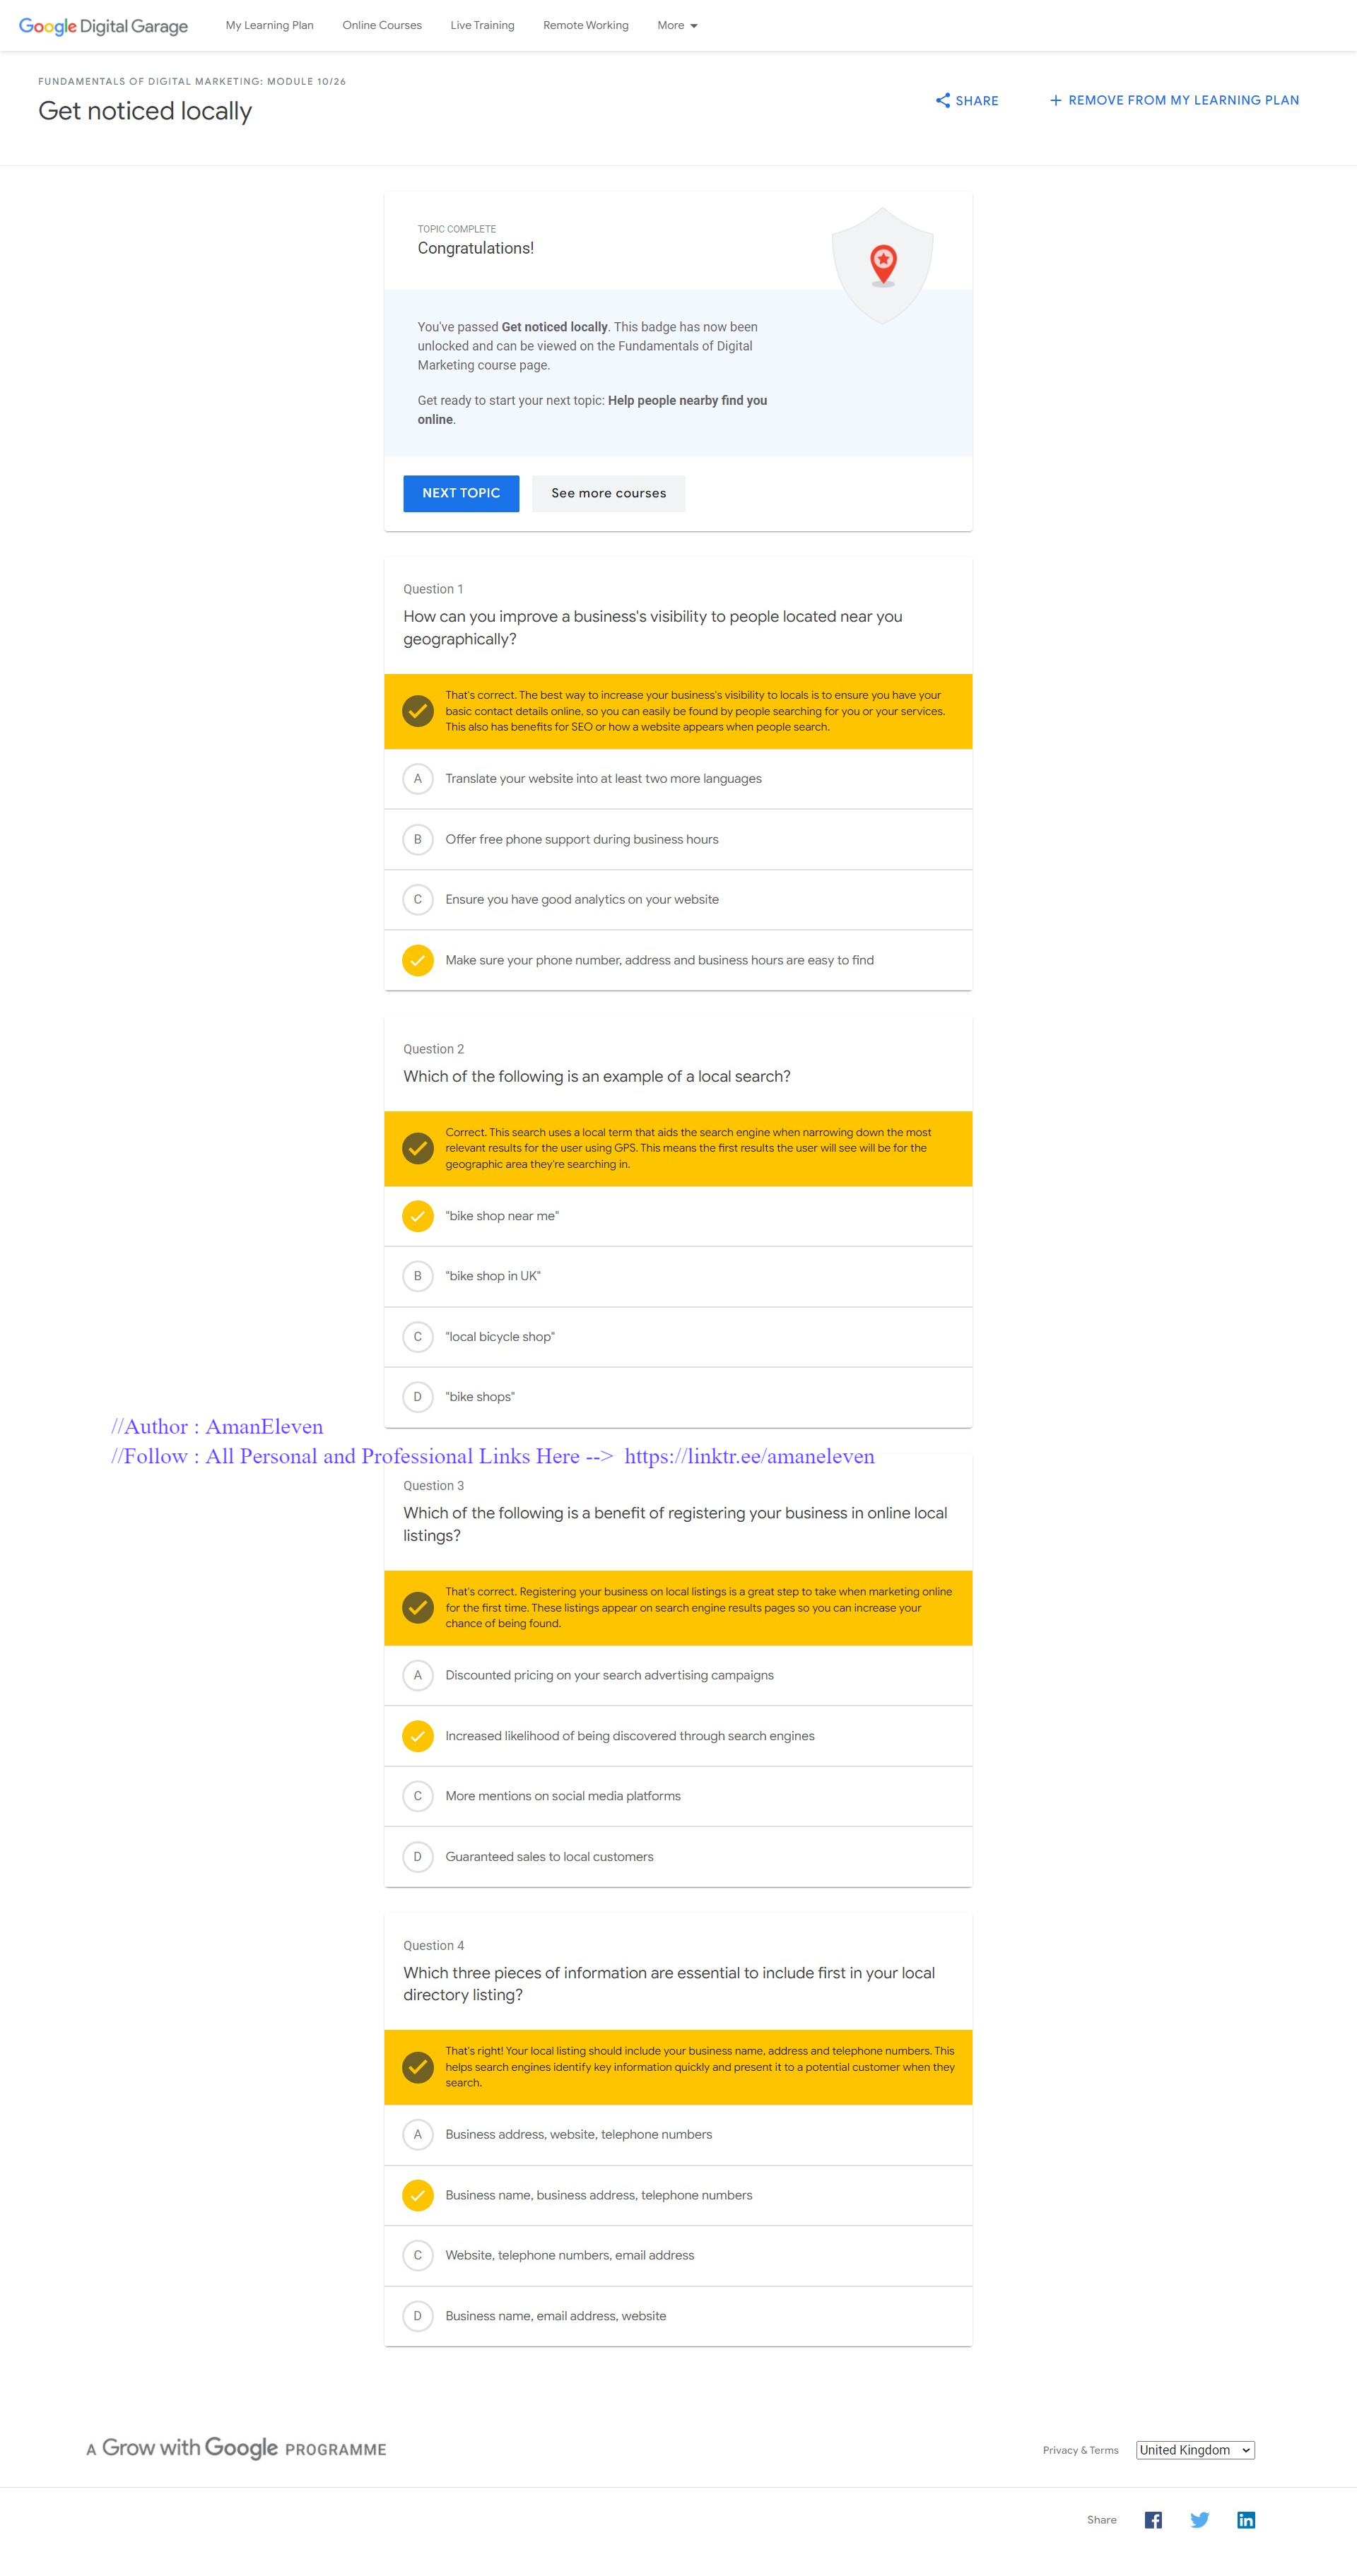 Google Digital Garage My Learning Plan Online Courses Live Training Remote Working More
FUNDAMENTALS OF DIGITAL MARKETING: MODULE 10/26
Get noticed locally
SHARE REMOVE FROM MY LEARNING PLAN
TOPIC COMPLETE
Congratulations!
You've passed Get noticed locally. This badge has now been
unlocked and can be viewed on the Fundamentals of Digital
Marketing course page.
Get ready to start your next topic: Help people nearby find you
online.
NEXT TOPIC See more courses
Question 1
How can you improve a business's visibility to people located near you
geographically?
That's correct. The best way to increase your business's visibility to locals is to ensure you have your
basic contact details online, so you can easily be found by people searching for you or your services.
This also has benefits for SEO or how a website appears when people search.
A Translate your website into at least two more languages
B Offer free phone support during business hours
C Ensure you have good analytics on your website
Make sure your phone number, address and business hours are easy to find
Question 2
Which of the following is an example of a local search?
Correct. This search uses a local term that aids the search engine when narrowing down the most
relevant results for the user using GPS. This means the first results the user will see will be for the
geographic area they're searching in.
"bike shop near me"
B "bike shop in UK"
C "local bicycle shop"
D "bike shops"
//Author : AmanEleven
//Follow : All Personal and Professional Links Here --> https://linktr.ee/amaneleven
Question 3
Which of the following is a benefit of registering your business in online local
listings?
That's correct. Registering your business on local listings is a great step to take when marketing online
for the first time. These listings appear on search engine results pages so you can increase your
chance of being found.
A Discounted pricing on your search advertising campaigns
Increased likelihood of being discovered through search engines
C More mentions on social media platforms
D Guaranteed sales to local customers
Question 4
Which three pieces of information are essential to include first in your local
directory listing?
That's right! Your local listing should include your business name, address and telephone numbers. This
helps search engines identify key information quickly and present it to a potential customer when they
search.
A Business address, website, telephone numbers
Business name, business address, telephone numbers
C Website, telephone numbers, email address
D Business name, email address, website
A Grow with Google PROGRAMME
Privacy & Terms United Kingdom
Share